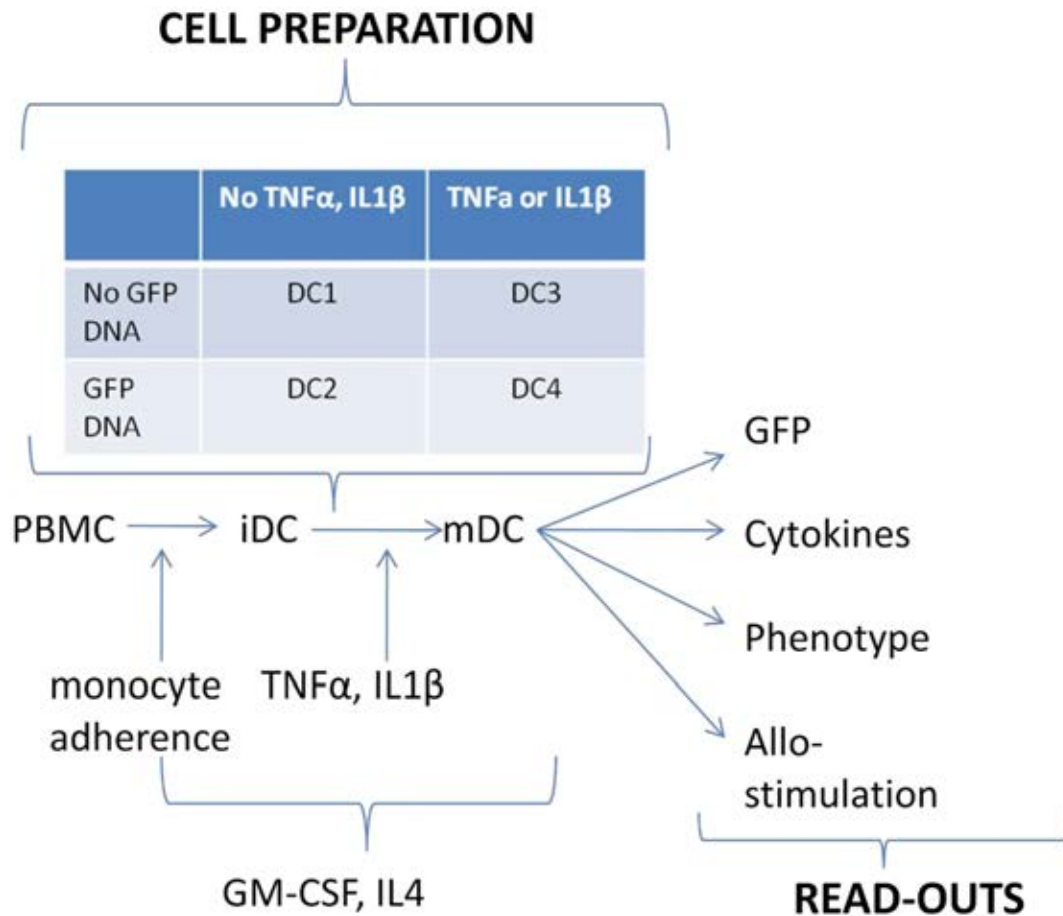 CELL PREPARATION
No TNFα, IL1β TNFa or IL1β
No GFP DC1 DC3
DNA
GFP DC2 DC4
DNA
GFP
PBMC iDC mDC Cytokines
Phenotype
monocyte TNFα, IL1β
adherence
Allo-
stimulation
GM-CSF, IL4 READ-OUTS